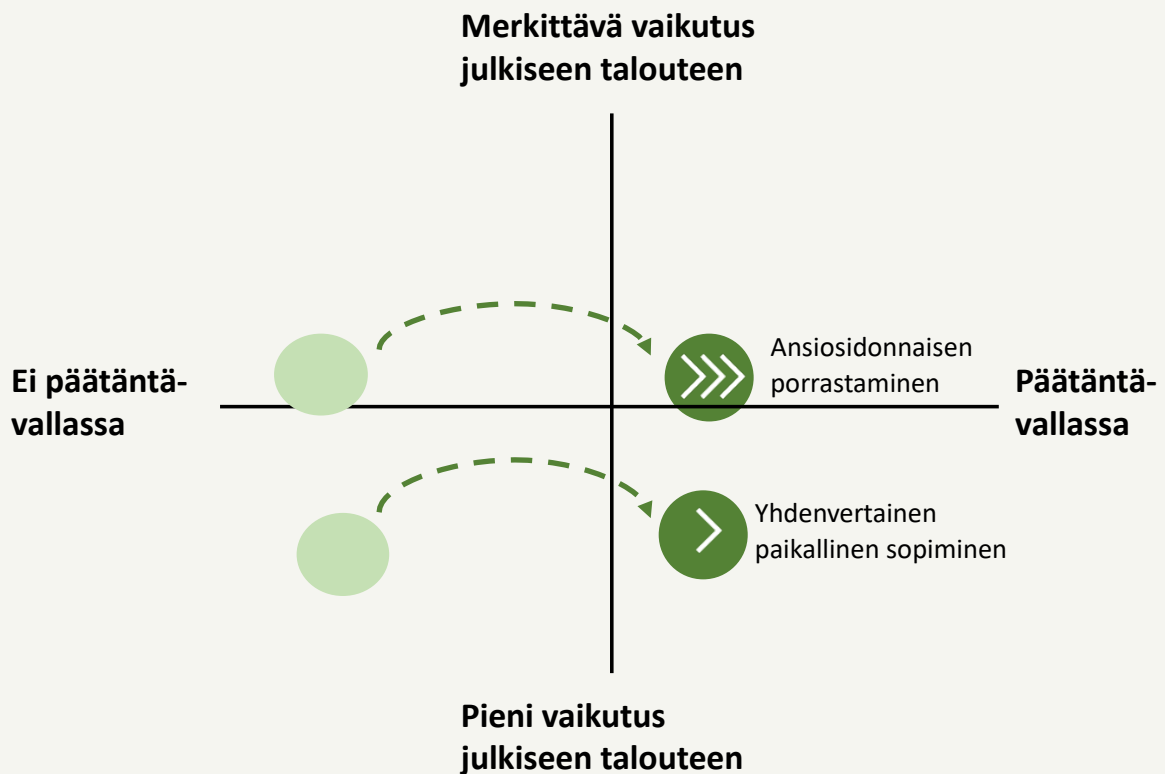 Merkittävä vaikutus
julkiseen talouteen
Ei päätäntä-
vallassa
Ansiosidonnaisen
porrastaminen
Päätäntä-
vallassa
Yhdenvertainen
paikallinen sopiminen
Pieni vaikutus
julkiseen talouteen